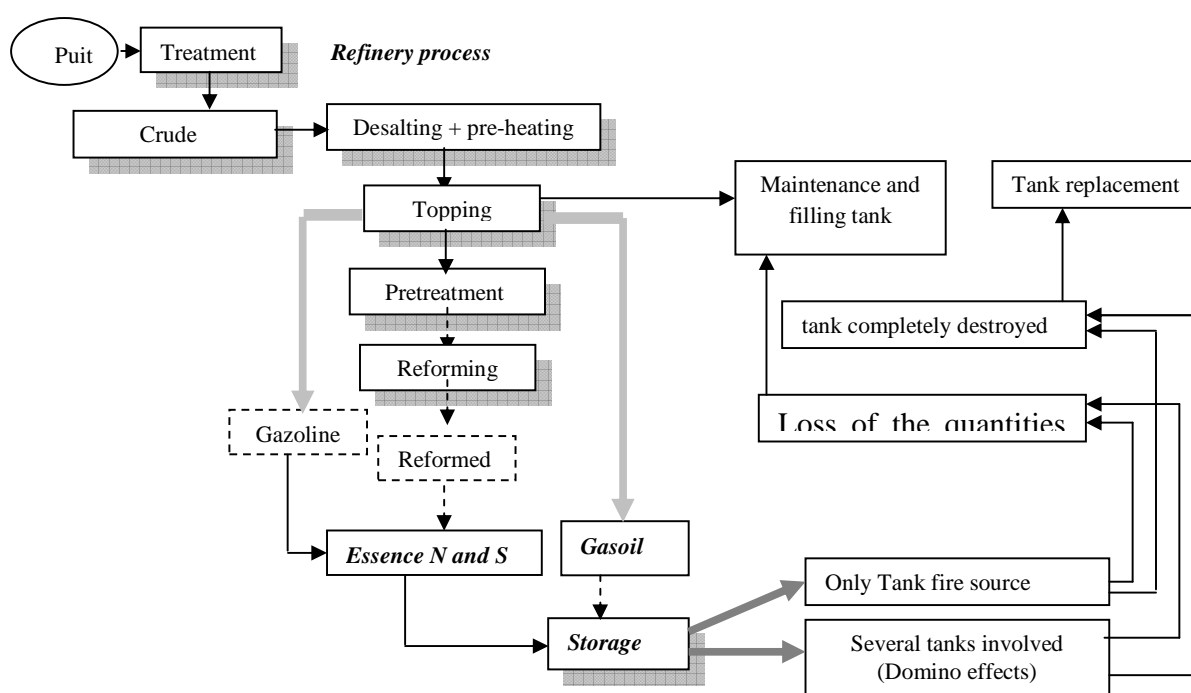 Puit
Treatment
Refinery process
Crude
Desalting + pre-heating
Topping
Maintenance and
filling tank
Tank replacement
Pretreatment
tank completely destroyed
Reforming
Loss of the quantities
Gazoline
Reformed
Essence N and S
Gasoil
Only Tank fire source
Storage
Several tanks involved
(Domino effects)